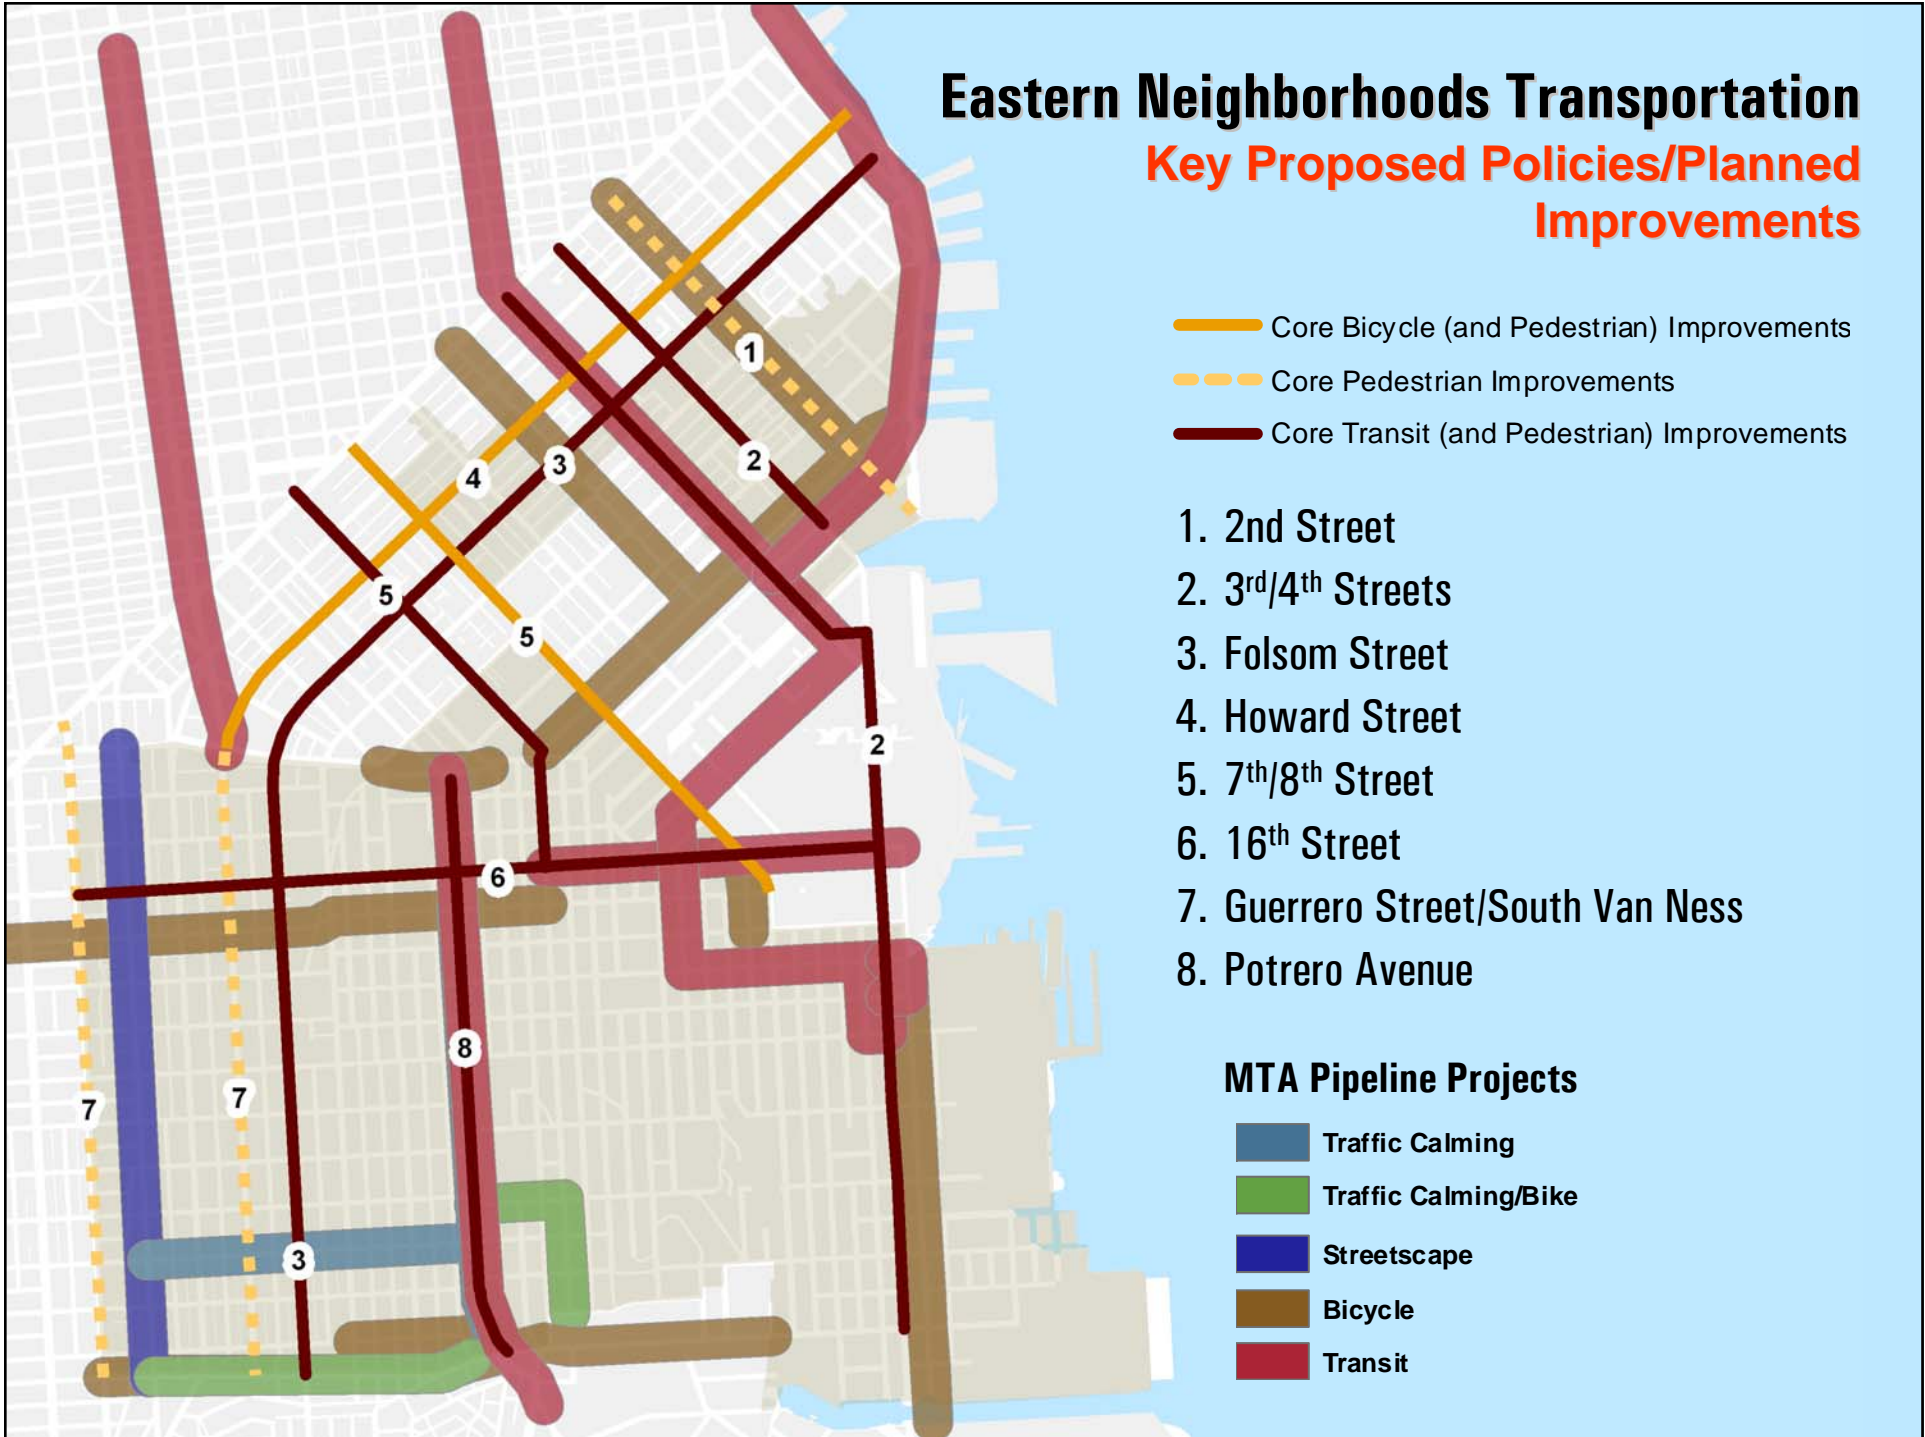 Eastern Neighborhoods Transportation
Key Proposed Policies/Planned
Improvements
Core Bicycle (and Pedestrian) Improvements
Core Pedestrian Improvements
Core Transit (and Pedestrian) Improvements
1. 2nd Street
2. 3rd/4th Streets
3. Folsom Street
4. Howard Street
5. 7th/8th Street
6. 16th Street
7. Guerrero Street/South Van Ness
8. Potrero Avenue
MTA Pipeline Projects
Traffic Calming
Traffic Calming/Bike
Streetscape
Bicycle
Transit
1
2
3
4
5
5
2
6
8
7
7
3